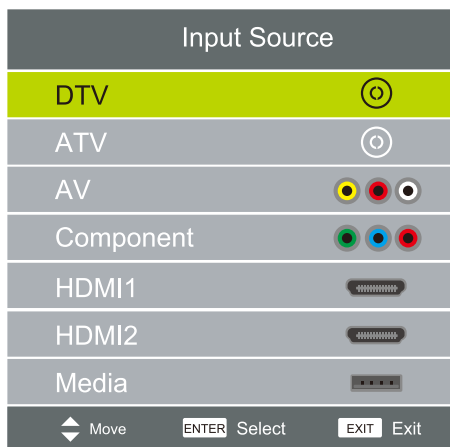 Input Source
DTV
ATV
AV
Component
HDMI1
HDMI2
Media
Move ENTER Select EXIT Exit